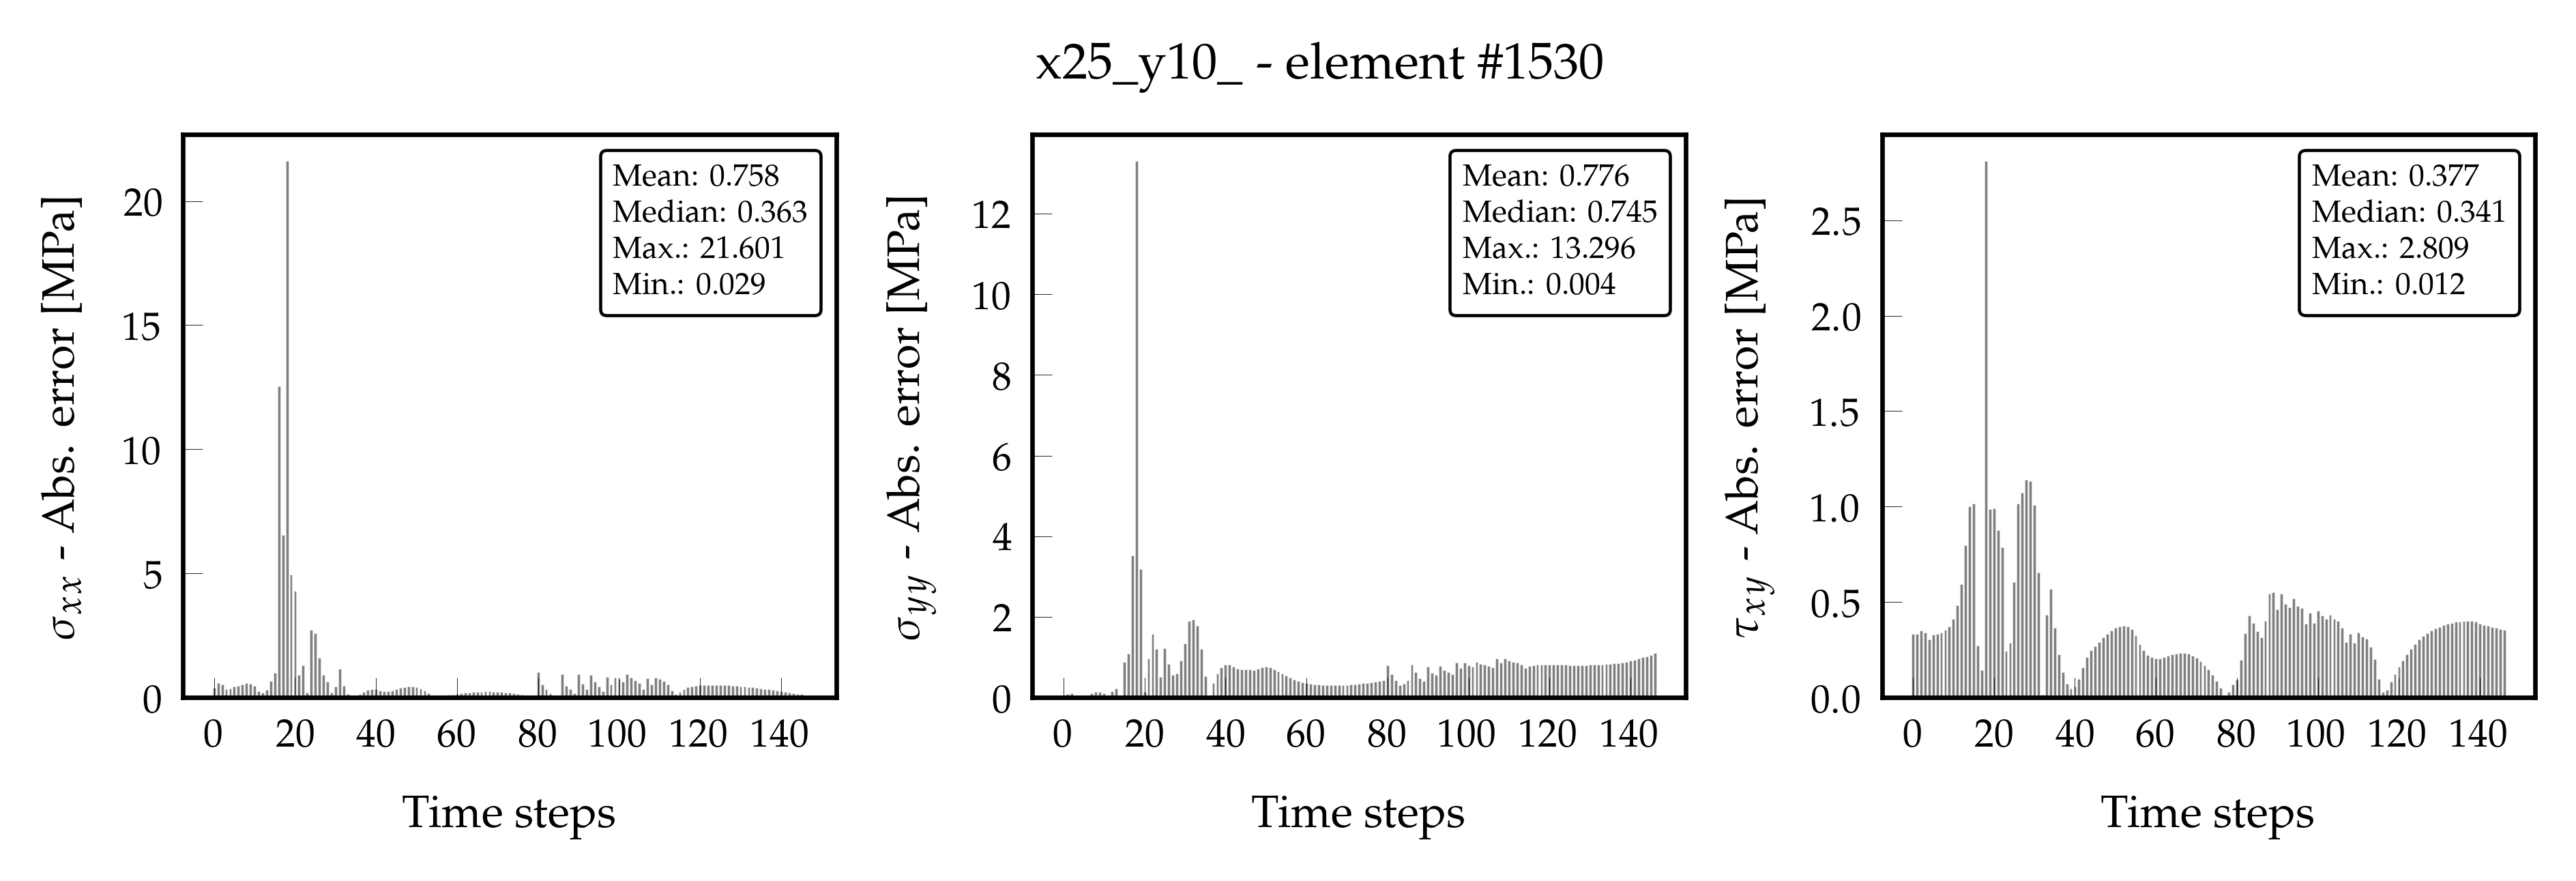 x25_y10_ - element #1530
σxx - Abs. error [MPa]
20
15
10
5
0
0 20 40 60 80 100 120 140
Time steps
Mean: 0.758
Median: 0.363
Max.: 21.601
Min.: 0.029
σyy - Abs. error [MPa]
12
10
8
6
4
2
0
0 20 40 60 80 100 120 140
Time steps
Mean: 0.776
Median: 0.745
Max.: 13.296
Min.: 0.004
τxy - Abs. error [MPa]
2.5
2.0
1.5
1.0
0.5
0.0
0 20 40 60 80 100 120 140
Time steps
Mean: 0.377
Median: 0.341
Max.: 2.809
Min.: 0.012